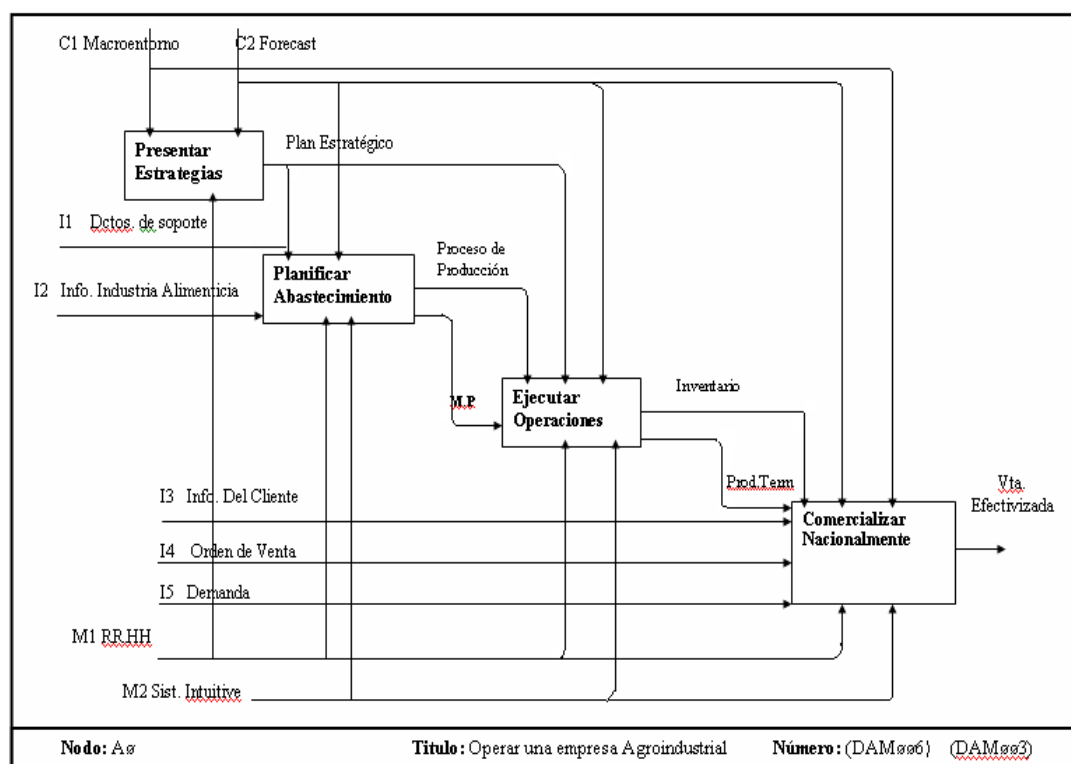 C1 Macroentorno
C2 Forecast
Presentar
Estrategias
Plan Estratégico
I1 Dctos. de soporte
Planificar
Abastecimiento
Proceso de
Producción
I2 Info. Industria Alimenticia
Ejecutar
Operaciones
Inventario
M.P
I3 Info. Del Cliente
Prod.Term
Vta.
Efectivizada
Comercializar
Nacionalmente
I4 Orden de Venta
I5 Demanda
M1 RR.HH
M2 Sist. Intuitive
Nodo: Aø
Titulo: Operar una empresa Agroindustrial
Número: (DAMøø6} (DAMøø3)